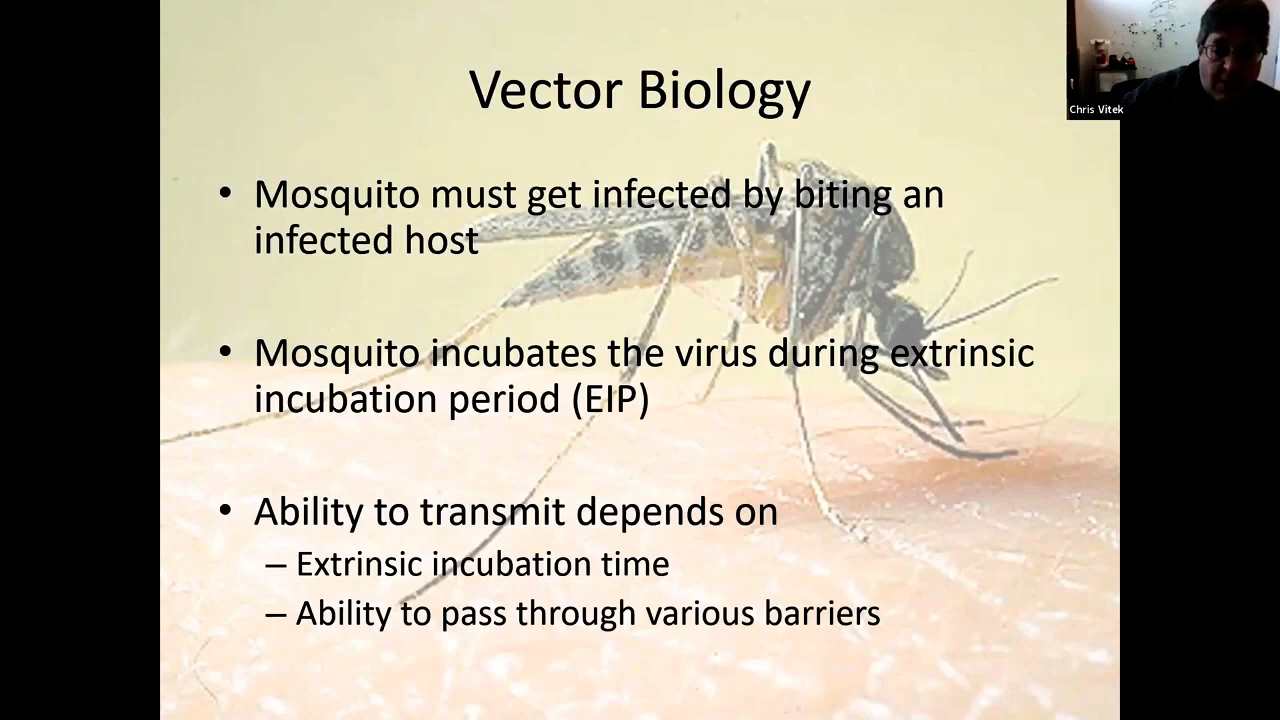 Vector Biology
Chris Vitek
• Mosquito must get infected by biting an
infected host
• Mosquito incubates the virus during extrinsic
incubation period (EIP)
• Ability to transmit depends on
– Extrinsic incubation time
– Ability to pass through various barriers